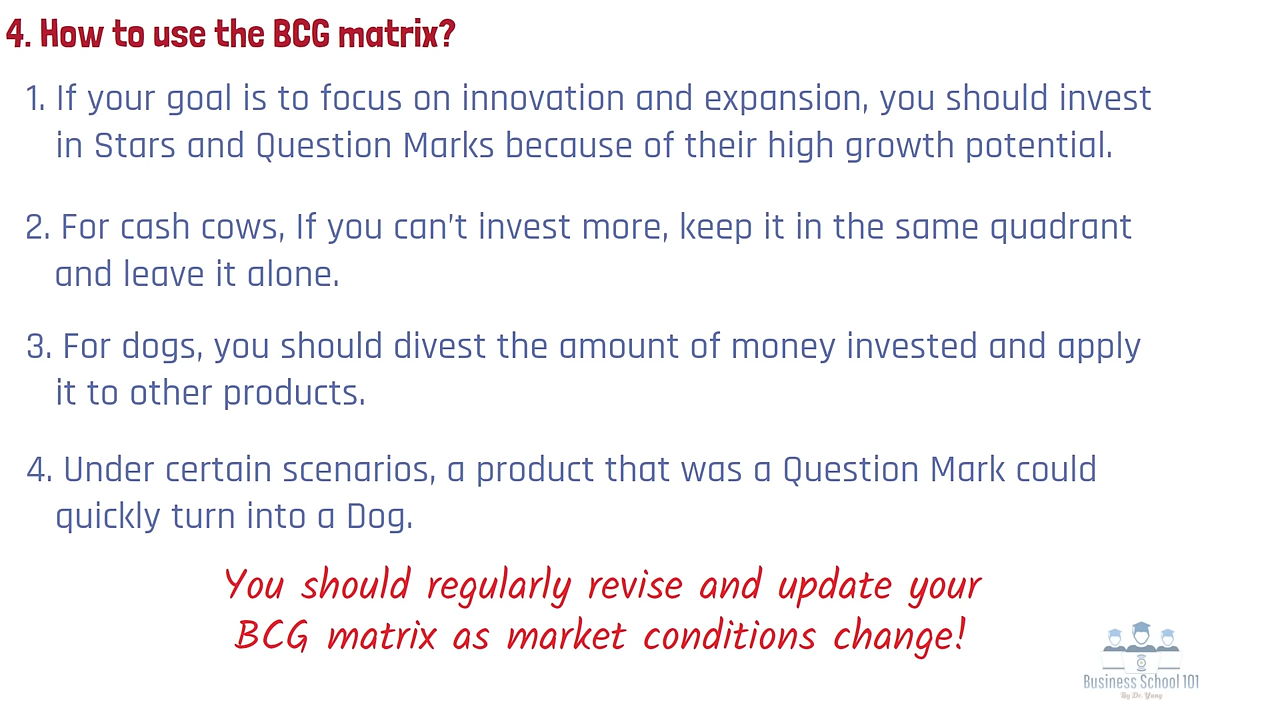 4. How to use the BCG matrix?
1. If your goal is to focus on innovation and expansion, you should invest
in Stars and Question Marks because of their high growth potential.
2. For cash cows, If you can't invest more, keep it in the same quadrant
and leave it alone.
3. For dogs, you should divest the amount of money invested and apply
it to other products.
4. Under certain scenarios, a product that was a Question Mark could
quickly turn into a Dog.
You should regularly revise and update your
BCG matrix as market conditions change!
Business School 101
By Dr. Yang